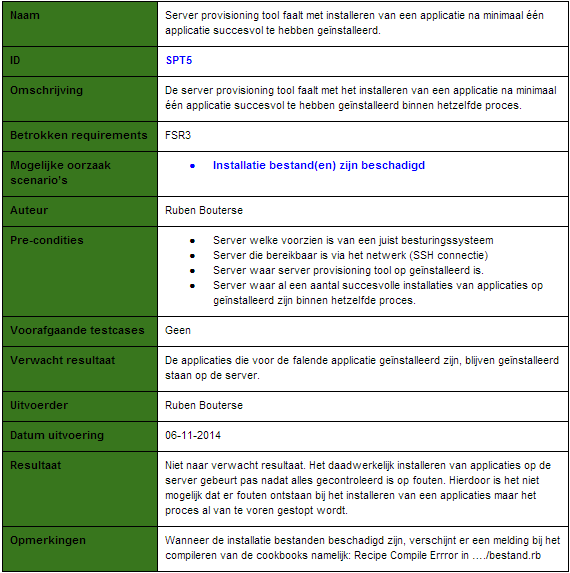 Naam
Server provisioning tool faalt met installeren van een applicatie na minimaal één
applicatie succesvol te hebben geïnstalleerd.
ID
SPT5
Omschrijving
De server provisioning tool faalt met het installeren van een applicatie na minimaal
één applicatie succesvol te hebben geïnstalleerd binnen hetzelfde proces.
Betrokken requirements
FSR3
Mogelijke oorzaak
scenario's
● Installatie bestand(en) zijn beschadigd
Auteur
Ruben Bouterse
Pre-condities
● Server welke voorzien is van een juist besturingssysteem
● Server die bereikbaar is via het netwerk (SSH connectie)
● Server waar server provisioning tool op geïnstalleerd is.
● Server waar al een aantal succesvolle installaties van applicaties op
geïnstalleerd zijn binnen hetzelfde proces.
Voorafgaande testcases
Geen
Verwacht resultaat
De applicaties die voor de falende applicatie geïnstalleerd zijn, blijven geïnstalleerd
staan op de server.
Uitvoerder
Ruben Bouterse
Datum uitvoering
06-11-2014
Resultaat
Niet naar verwacht resultaat. Het daadwerkelijk installeren van applicaties op de
server gebeurt pas nadat alles gecontroleerd is op fouten. Hierdoor is het niet
mogelijk dat er fouten ontstaan bij het installeren van een applicaties maar het
proces al van te voren gestopt wordt.
Opmerkingen
Wanneer de installatie bestanden beschadigd zijn, verschijnt er een melding bij het
compileren van de cookbooks namelijk: Recipe Compile Errror in …./bestand.rb